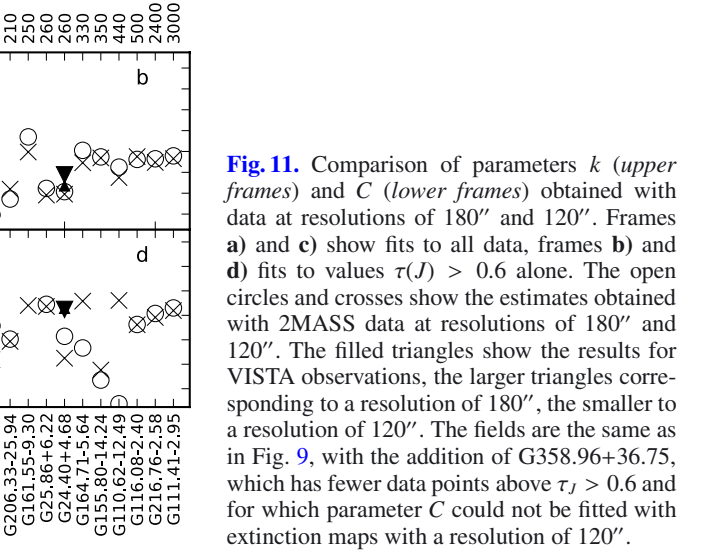 210
250
260
260
330
350
440
500
2400
3000
b
d
G206.33-25.94
G161.55-9.30
G25.86+6.22
G24.40+4.68
G164.71-5.64
G155.80-14.24
G110.62-12.49
G116.08-2.40
G216.76-2.58
G111.41-2.95
Fig. 11. Comparison of parameters k (upper
frames) and C (lower frames) obtained with
data at resolutions of 180″ and 120″. Frames
a) and c) show fits to all data, frames b) and
d) fits to values τ(J) > 0.6 alone. The open
circles and crosses show the estimates obtained
with 2MASS data at resolutions of 180″ and
120″. The filled triangles show the results for
VISTA observations, the larger triangles corre-
sponding to a resolution of 180″, the smaller to
a resolution of 120″. The fields are the same as
in Fig. 9, with the addition of G358.96+36.75,
which has fewer data points above τJ > 0.6 and
for which parameter C could not be fitted with
extinction maps with a resolution of 120″.